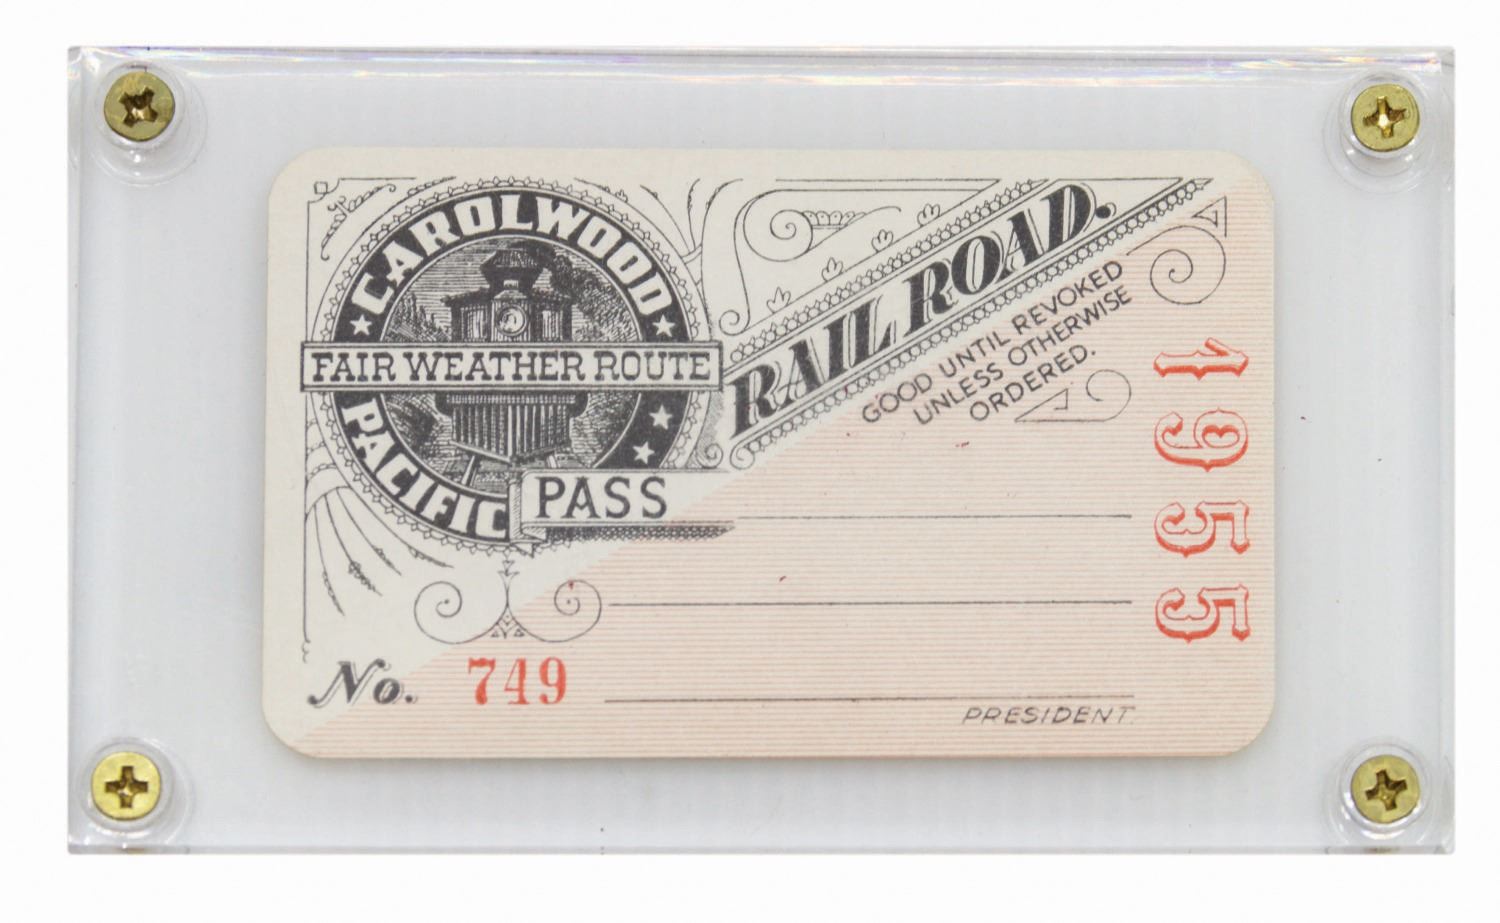 CAROLWOOD
FAIR WEATHER ROUTE
PACIFIC
RAIL ROAD.
PASS
GOOD UNTIL REVOKED
UNLESS OTHERWISE
ORDERED.
1955
No. 749
PRESIDENT.